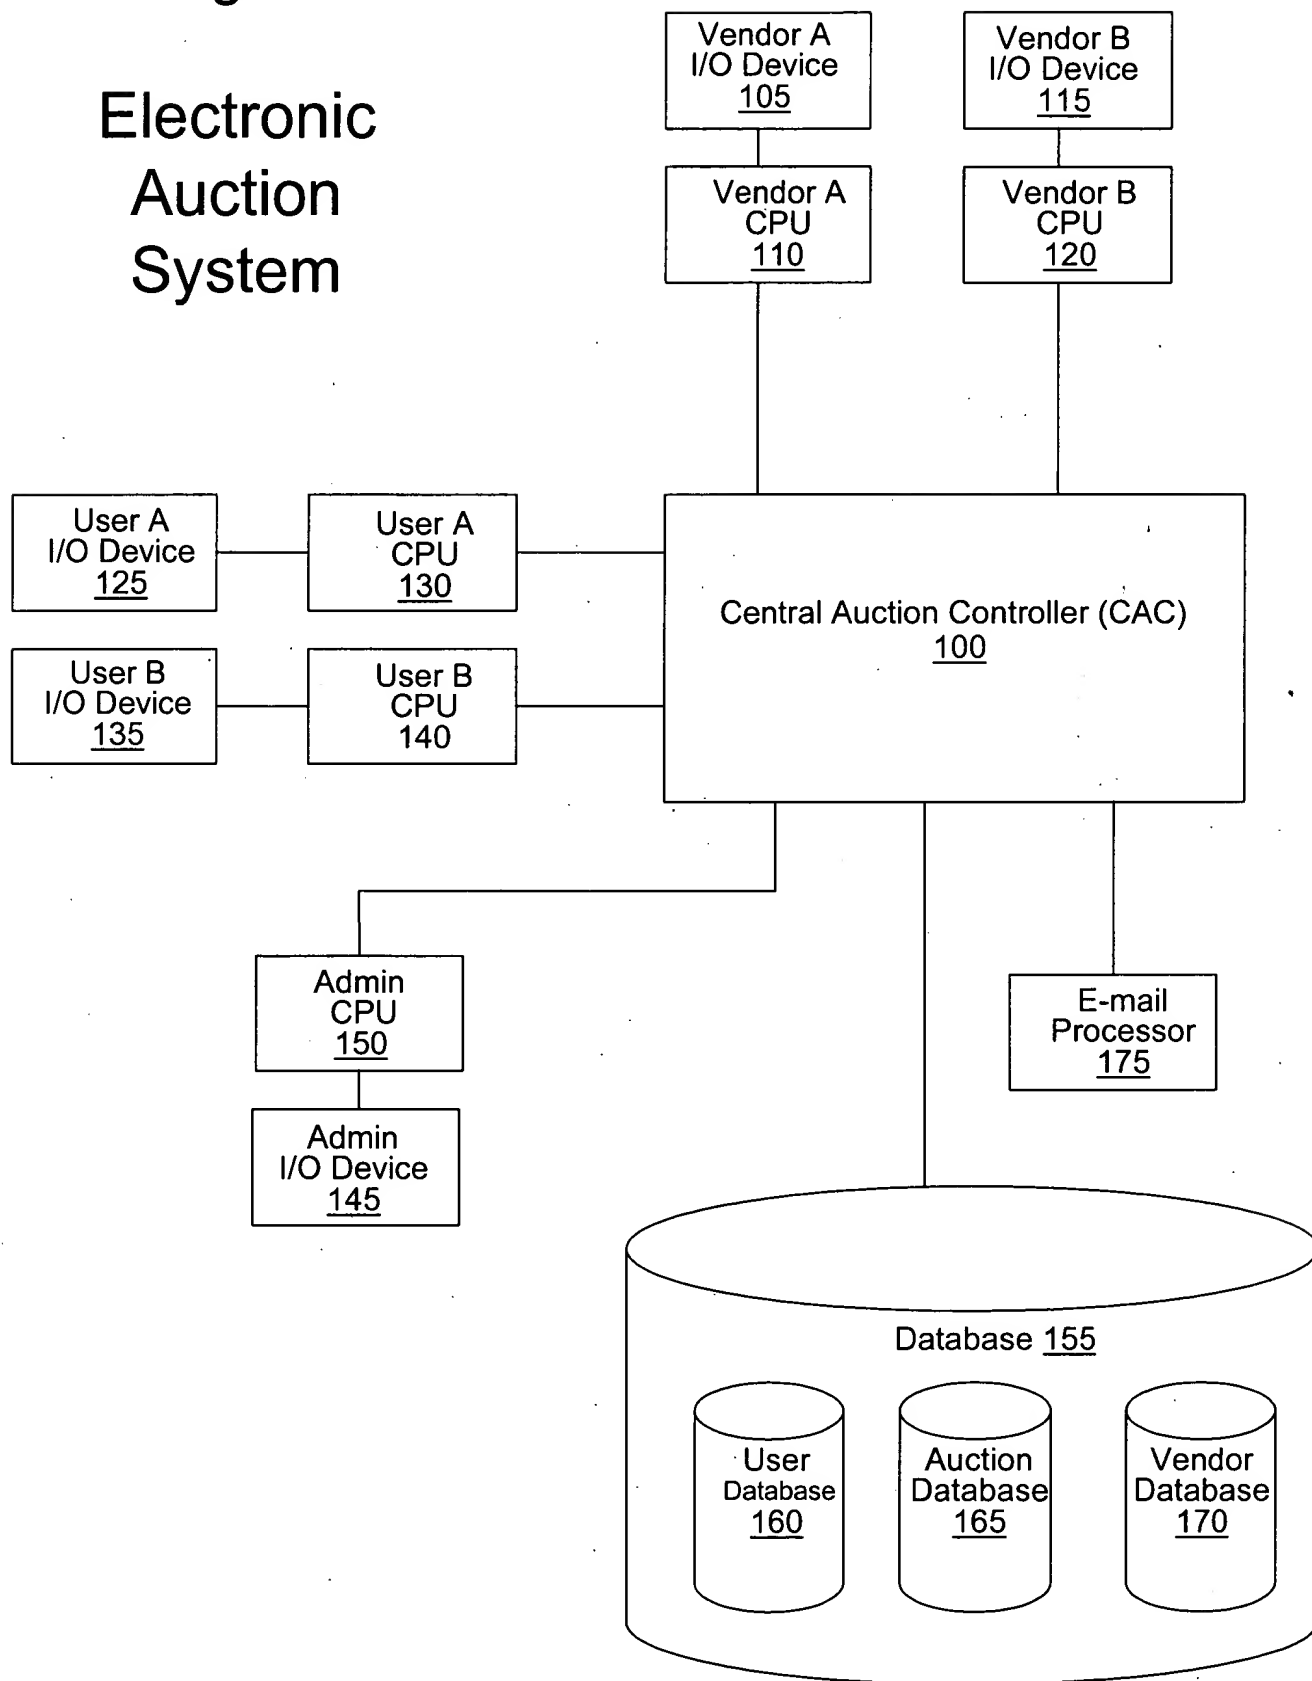 Electronic
Auction
System
Vendor A
I/O Device
105
Vendor B
I/O Device
115
Vendor A
CPU
110
Vendor B
CPU
120
User A
I/O Device
125
User A
CPU
130
Central Auction Controller (CAC)
100
User B
I/O Device
135
User B
CPU
140
Admin
CPU
150
E-mail
Processor
175
Admin
I/O Device
145
Database 155
User
Database
160
Auction
Database
165
Vendor
Database
170